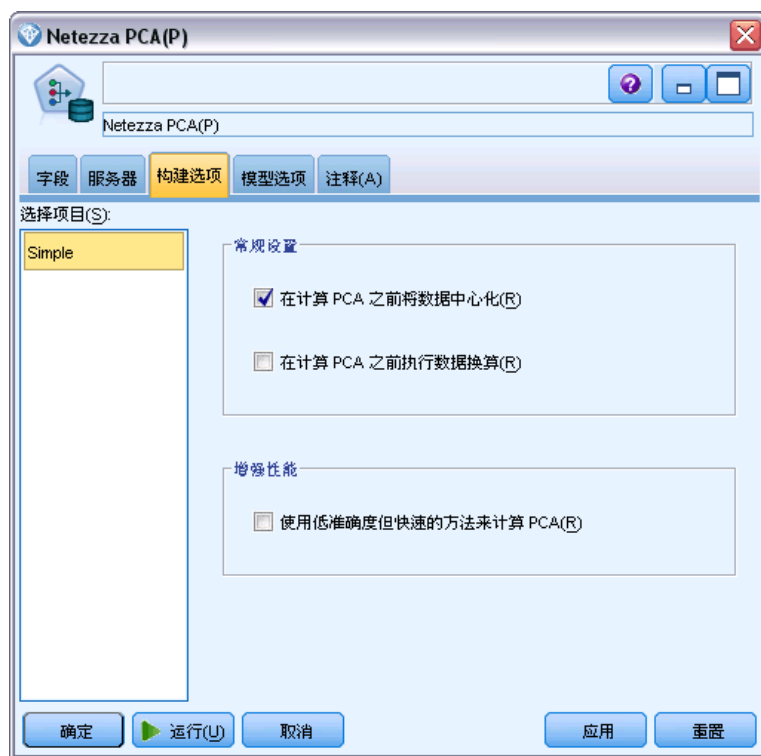 Netezza PCA(P)
Netezza PCA(P)
字段 服务器 构建选项 模型选项 注释(A)
选择项目(S):
Simple
常规设置
在计算 PCA 之前将数据中心化(R)
在计算 PCA 之前执行数据换算(R)
增强性能
使用低准确度但快速的方法来计算 PCA(R)
确定 运行(U) 取消 应用 重置